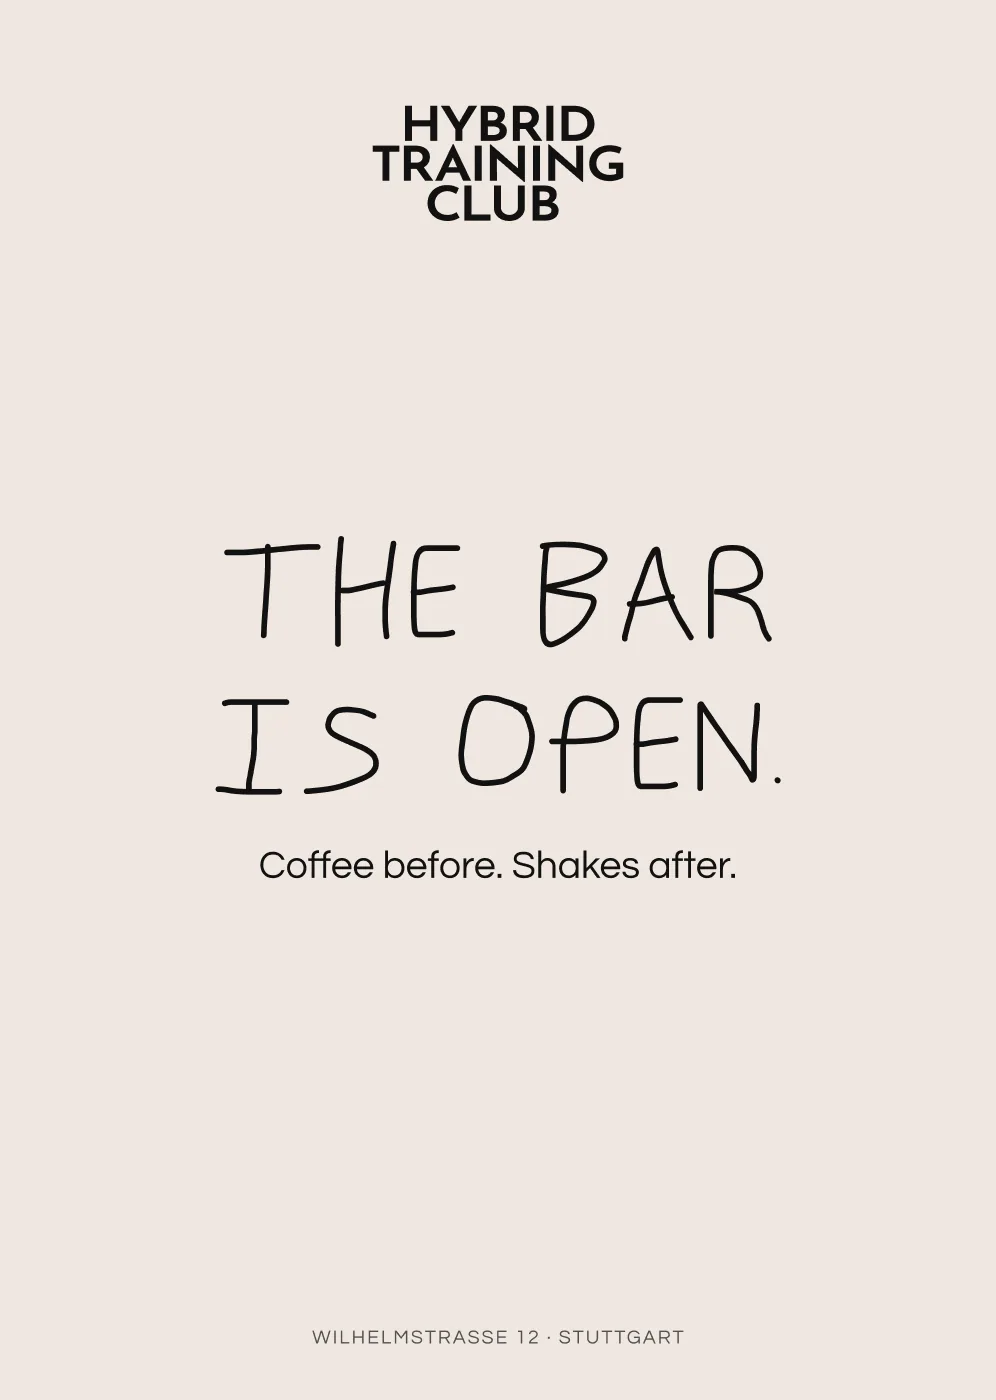 HYBRID
TRAINING
CLUB
THE BAR
IS OPEN.
Coffee before. Shakes after.
WILHELMSTRASSE 12 · STUTTGART